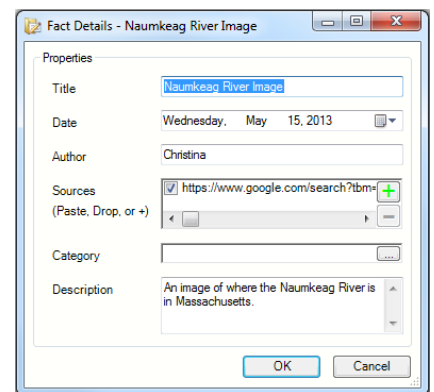 Fact Details - Naumkeag River Image
Properties
Title
Naumkeag River Image
Date
Wednesday, May 15, 2013
Author
Christina
Sources
(Paste, Drop, or +)
https://www.google.com/search?tbm=
Category
...
Description
An image of where the Naumkeag River is
in Massachusetts.
OK
Cancel